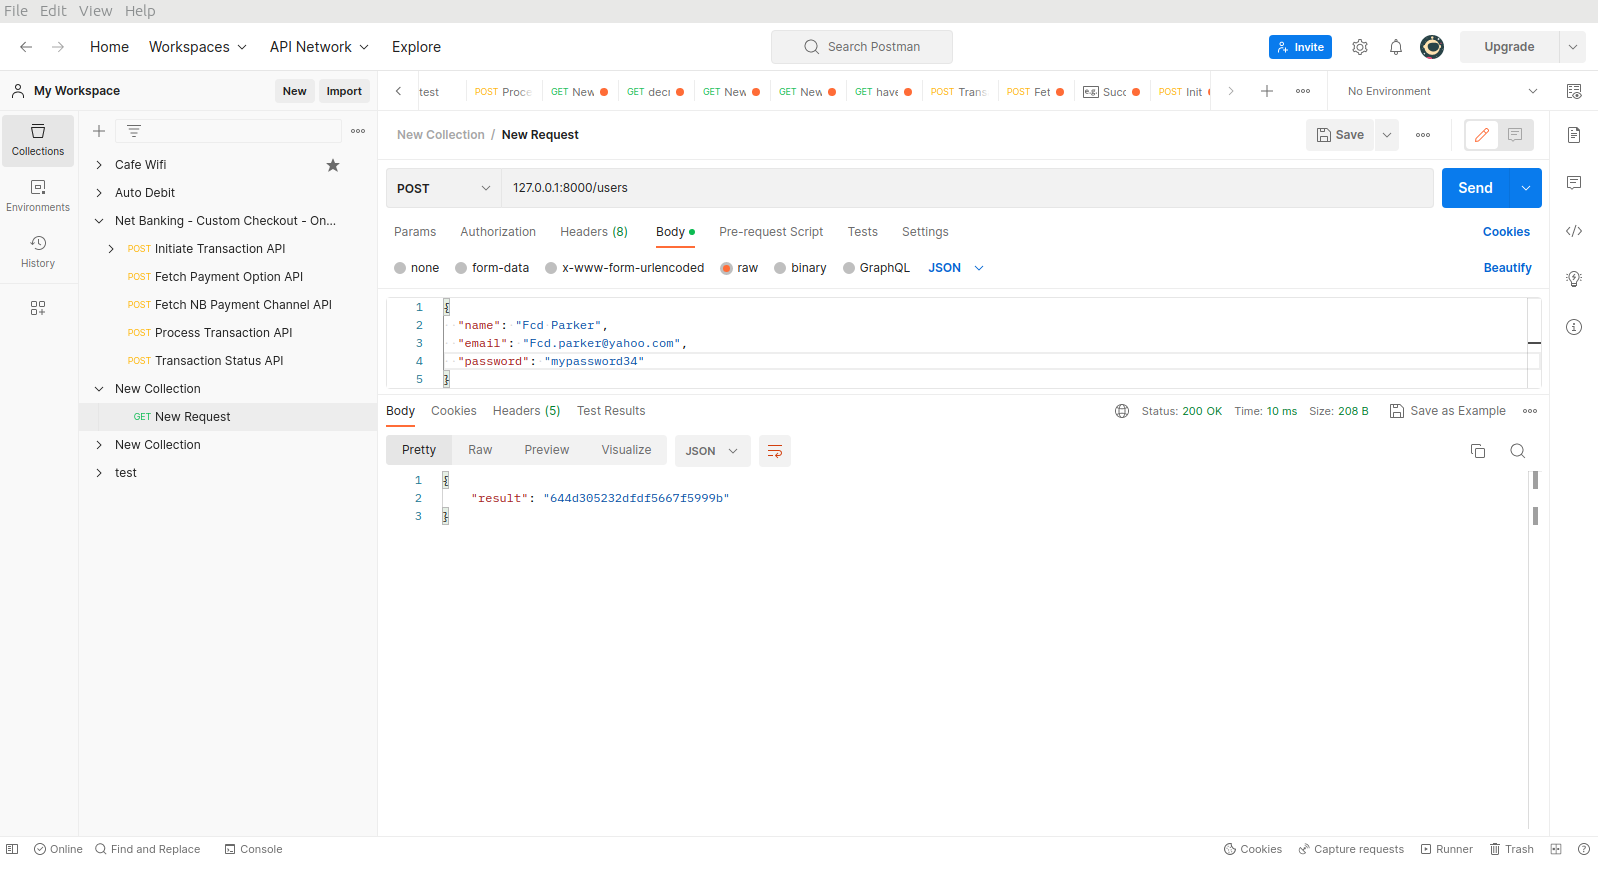 File Edit View Help
Home Workspaces API Network Explore Search Postman Invite Upgrade
My Workspace New Import
test POST Proce GET New GET decr GET New GET New GET have POST Trans POST Fet e.g. Succ POST Init No Environment
Collections
Environments
History
Cafe Wifi
Auto Debit
Net Banking - Custom Checkout - On...
POST Initiate Transaction API
POST Fetch Payment Option API
POST Fetch NB Payment Channel API
POST Process Transaction API
POST Transaction Status API
New Collection
GET New Request
New Collection
test
New Collection / New Request Save
POST 127.0.0.1:8000/users Send
Params Authorization Headers (8) Body Pre-request Script Tests Settings Cookies
none form-data x-www-form-urlencoded raw binary GraphQL JSON Beautify
1 {
2 "name": "Fcd Parker",
3 "email": "Fcd.parker@yahoo.com",
4 "password": "mypassword34"
5 }
Body Cookies Headers (5) Test Results Status: 200 OK Time: 10 ms Size: 208 B Save as Example
Pretty Raw Preview Visualize JSON
1 {
2 "result": "644d305232dfdf5667f5999b"
3 }
Online Find and Replace Console Cookies Capture requests Runner Trash